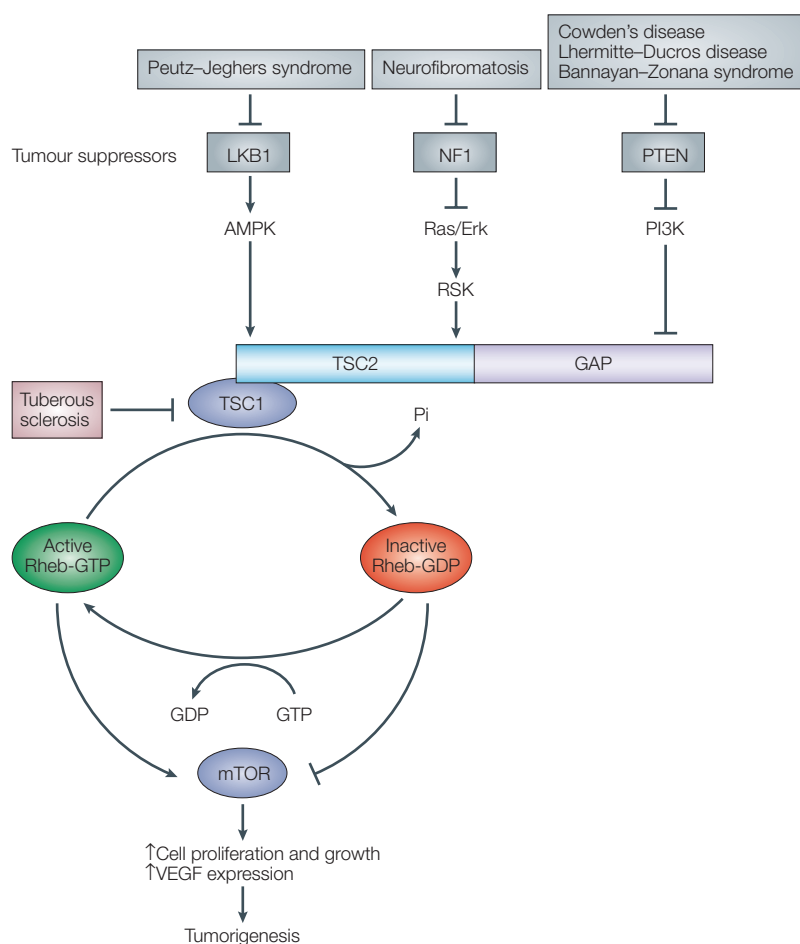 Cowden's disease
Lhermitte–Ducros disease
Bannayan–Zonana syndrome
Peutz–Jeghers syndrome
Neurofibromatosis
Tumour suppressors
LKB1
NF1
PTEN
AMPK
Ras/Erk
PI3K
RSK
TSC2
GAP
Tuberous
sclerosis
TSC1
Pi
Active
Rheb-GTP
Inactive
Rheb-GDP
GDP
GTP
mTOR
↑Cell proliferation and growth
↑VEGF expression
Tumorigenesis